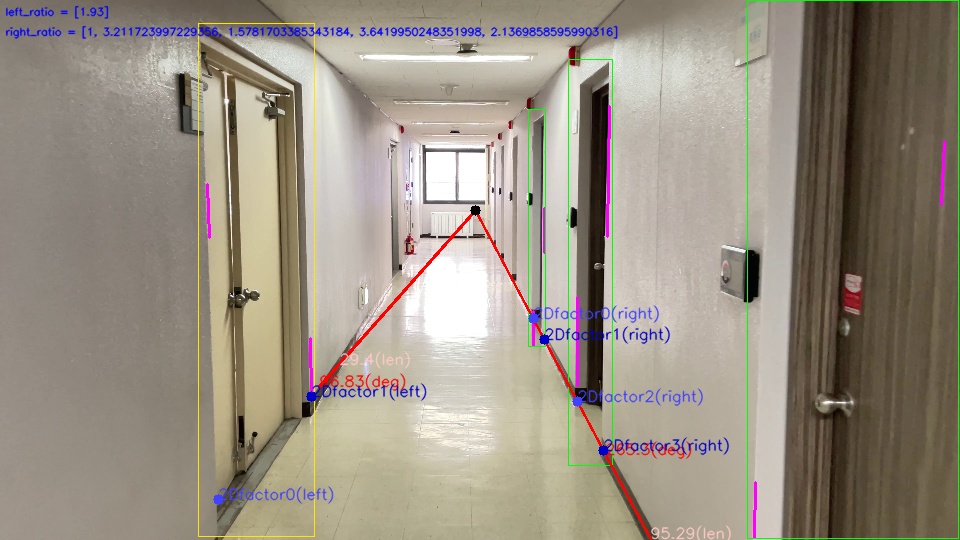 left_ratio = [1.93]
right_ratio = [1, 3.211723997229356, 1.5781703385343184, 3.6419950248351998, 2.1369858595990316]
2Dfactor0(right)
2Dfactor1(right)
29.4(len)
2Dfactor1(left)
2Dfactor2(right)
2Dfactor3(right)
2Dfactor0(left)
95.29(len)